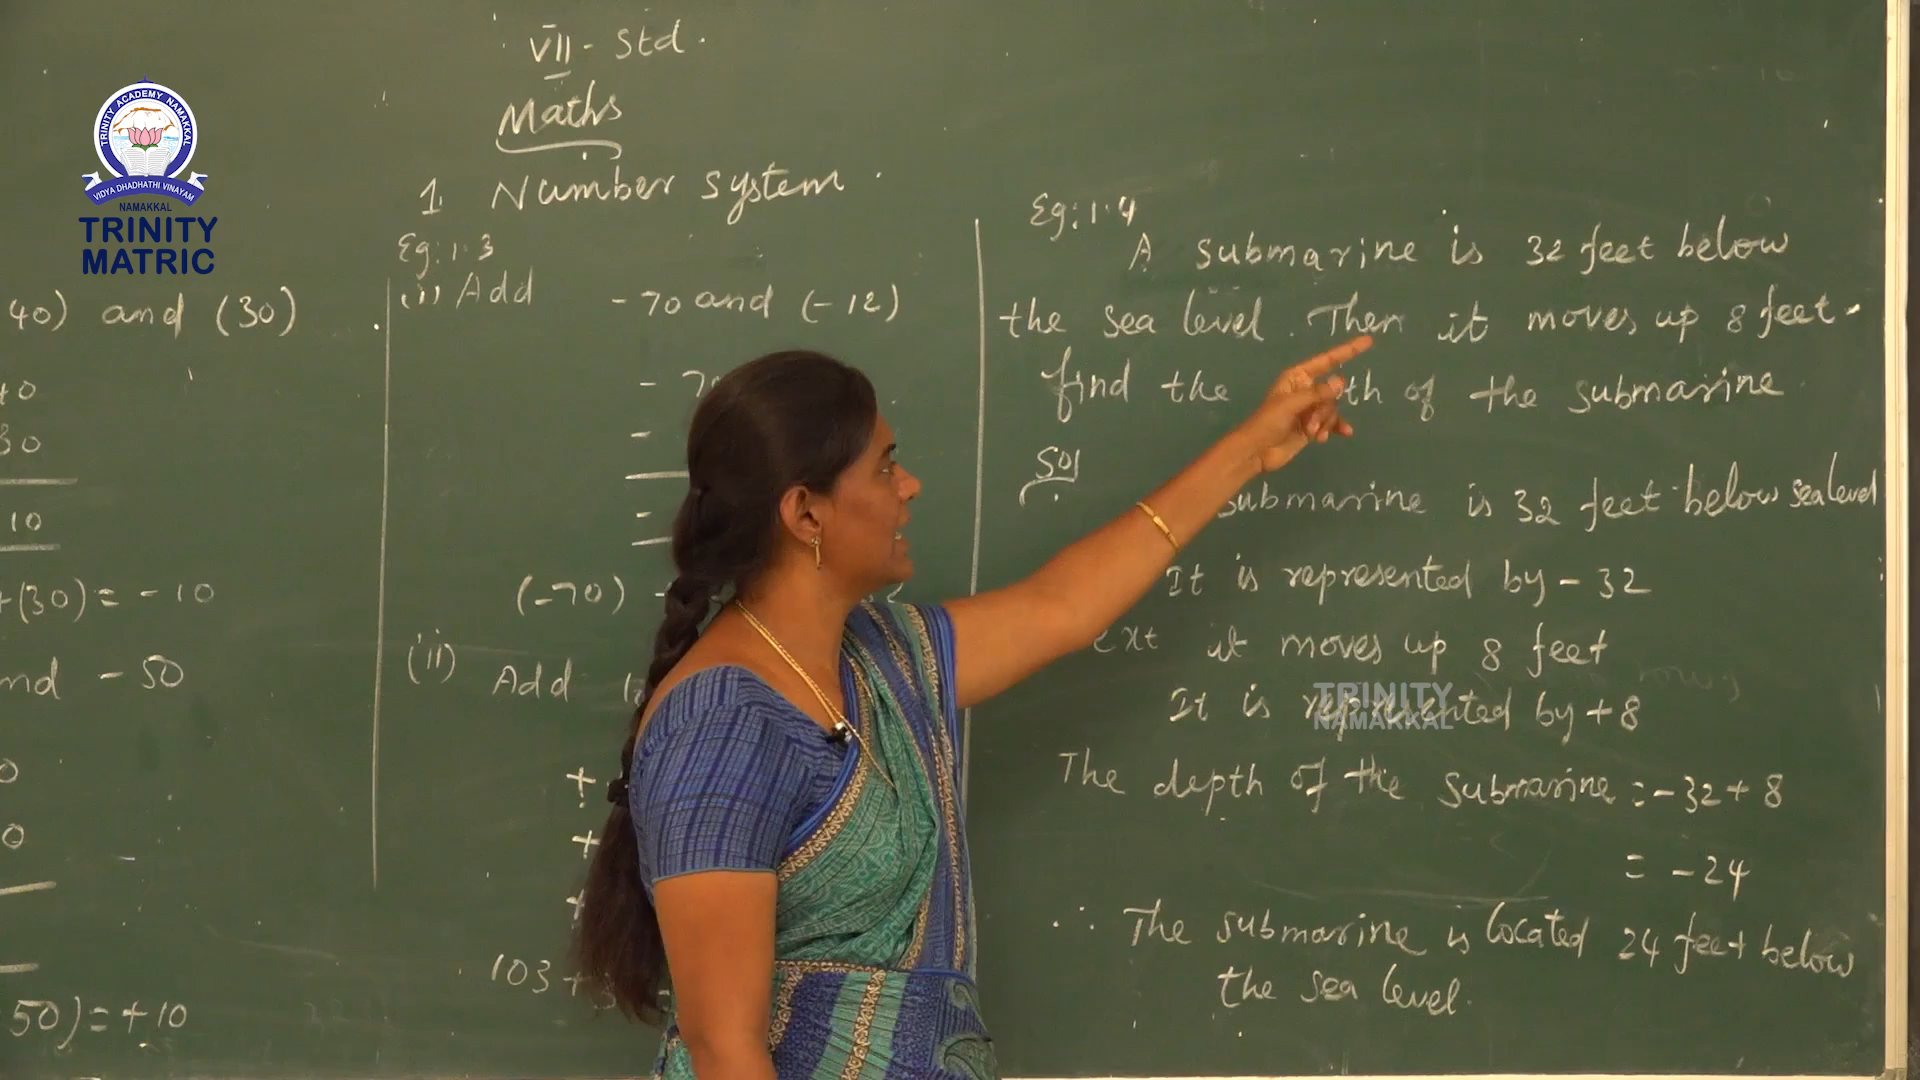 TRINITY ACADEMY NAMAKKAL
VIDYA DHADHATHI VINAYAM
NAMAKKAL
TRINITY
MATRIC
VII - Std.
Maths
1. Number system.
40) and (30)
10
+(30) = - 10
- 50
50) = + 10
Eg: 1.3
(i) Add -70 and (-12)
(-70)
(ii) Add
103 +
Eg: 1.4
A submarine is 32 feet below
the sea level. Then it moves up 8 feet.
find the of the submarine
Sol
submarine is 32 feet below sea level
It is represented by - 32
it moves up 8 feet
It is represented by + 8
TRINITY
NAMAKKAL
The depth of the submarine = - 32 + 8
= - 24
∴ The submarine is located 24 feet below
the sea level.